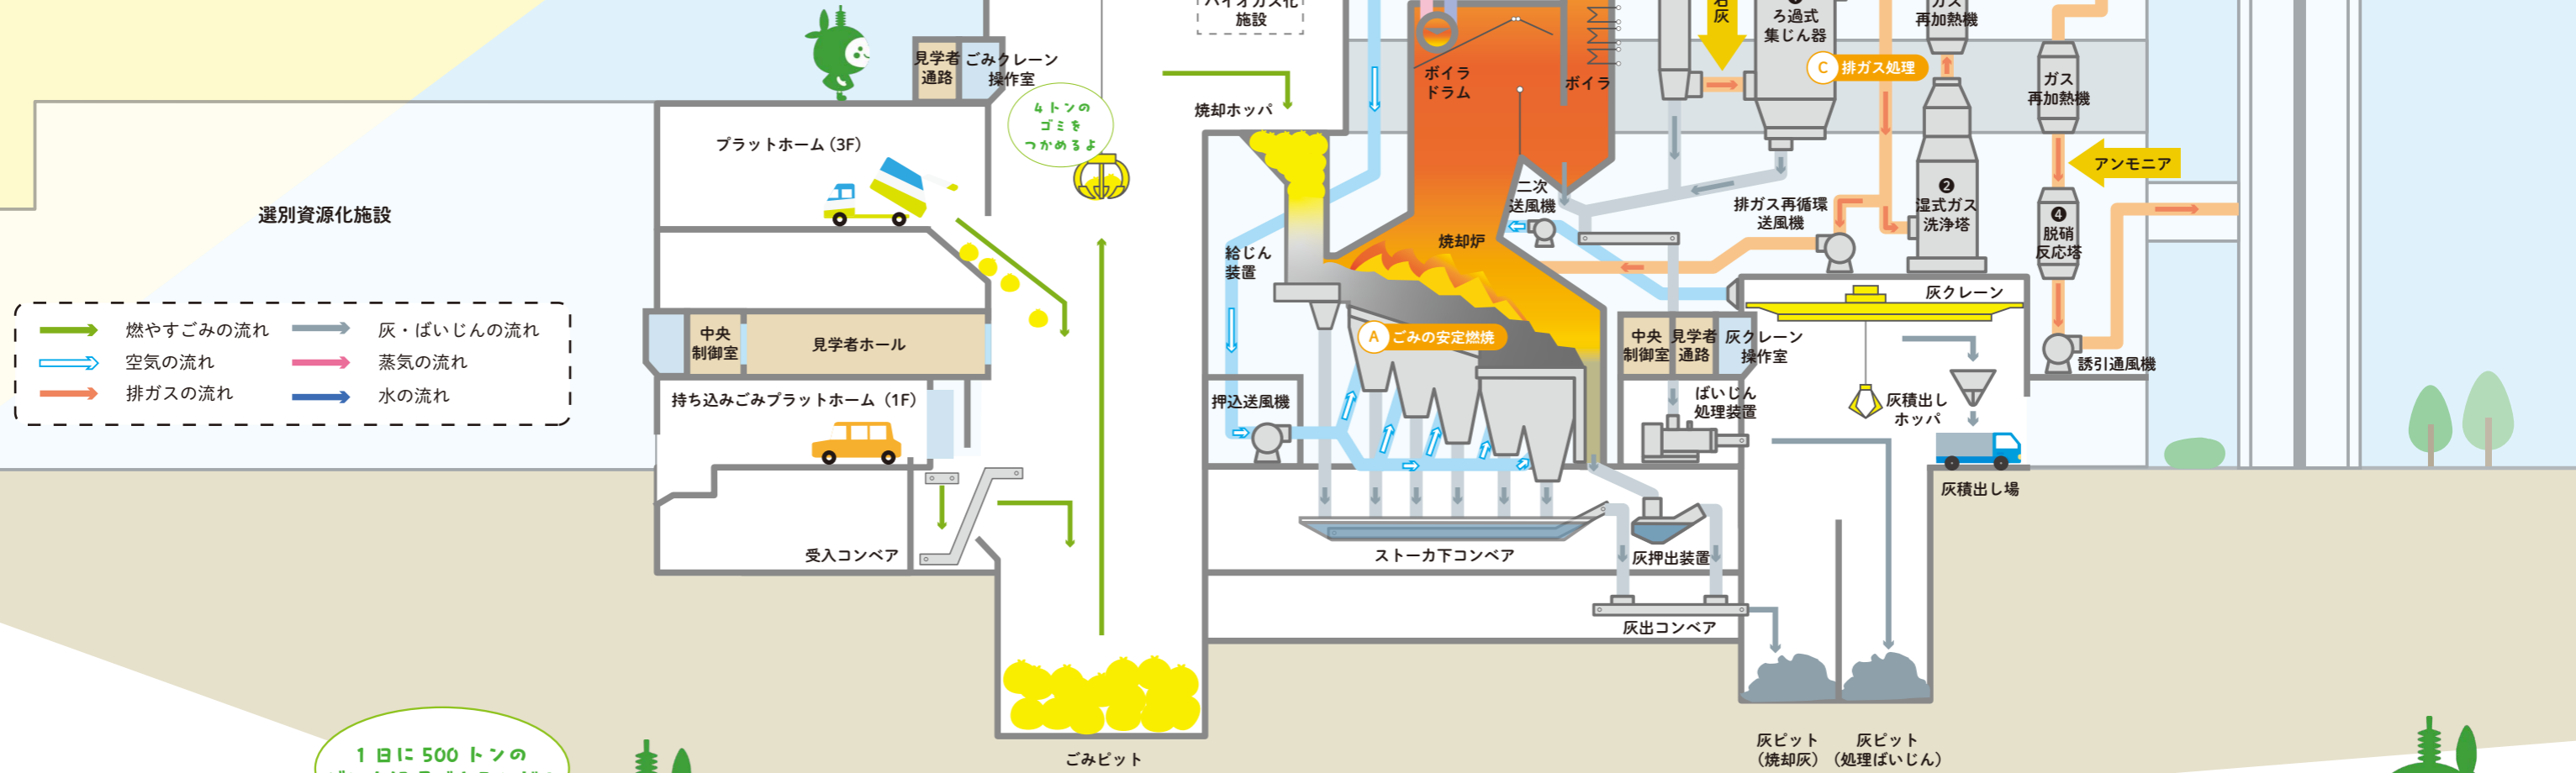 施設
見学者
通路
ごみクレーン
操作室
4トンの
ゴミを
つかめるよ
プラットホーム（3F）
選別資源化施設
燃やすごみの流れ
空気の流れ
排ガスの流れ
灰・ばいじんの流れ
蒸気の流れ
水の流れ
中央
制御室
見学者ホール
持ち込みごみプラットホーム（1F）
受入コンベア
ごみピット
1日に500トンの
焼却ホッパ
給じん
装置
押込送風機
ボイラ
ドラム
ボイラ
二次
送風機
焼却炉
A ごみの安定燃焼
ストーカ下コンベア
灰押出装置
灰出コンベア
灰
ろ過式
集じん器
C 排ガス処理
再加熱機
ガス
再加熱機
アンモニア
排ガス再循環
送風機
❷
湿式ガス
洗浄塔
❹
脱硝
反応塔
誘引通風機
灰クレーン
中央
制御室
見学者
通路
灰クレーン
操作室
ばいじん
処理装置
灰積出し
ホッパ
灰積出し場
灰ピット
（焼却灰）
灰ピット
（処理ばいじん）